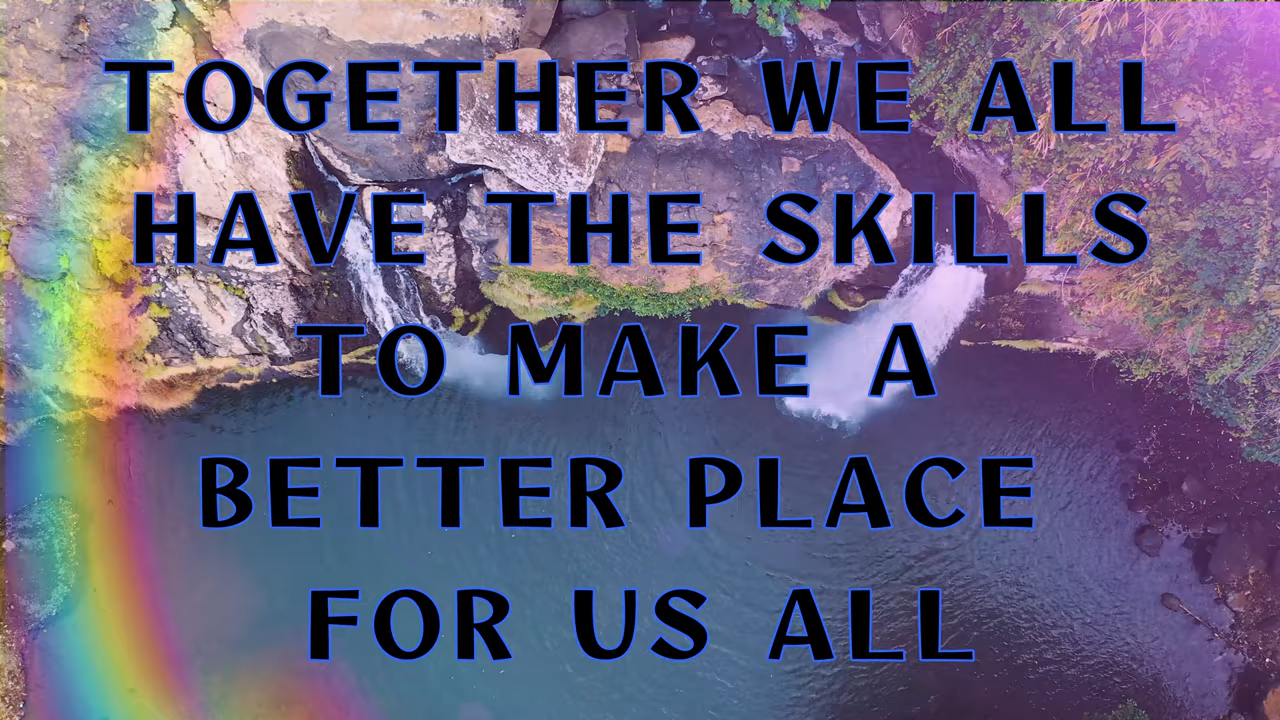 TOGETHER WE ALL
HAVE THE SKILLS
TO MAKE A
BETTER PLACE
FOR US ALL